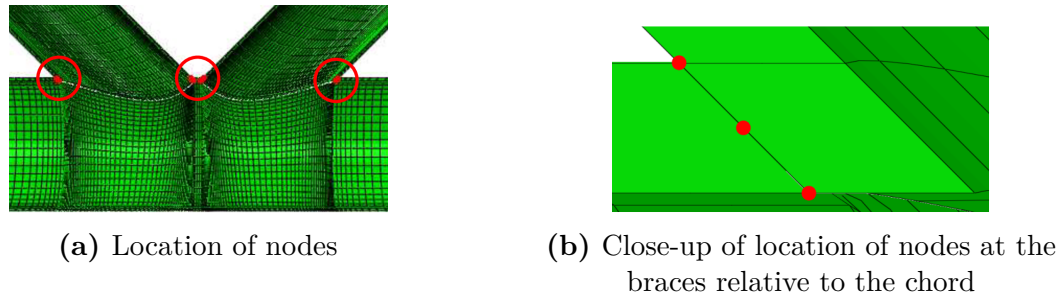 (a) Location of nodes
(b) Close-up of location of nodes at the
braces relative to the chord